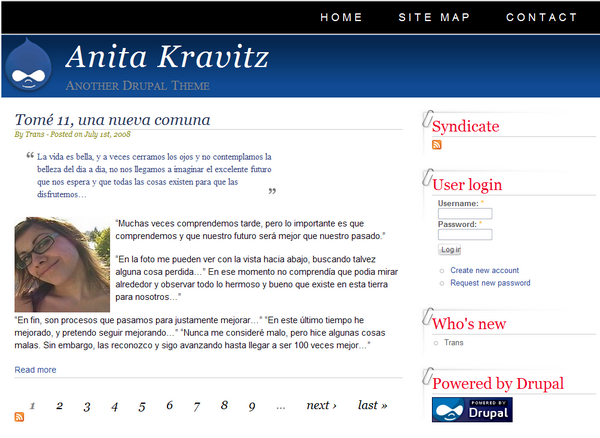 HOME SITE MAP CONTACT
Anita Kravitz
ANOTHER DRUPAL THEME
Tomé 11, una nueva comuna
By Trans - Posted on July 1st, 2008
“ La vida es bella, y a veces cerramos los ojos y no contemplamos la
belleza del dia a dia, no nos llegamos a imaginar el excelente futuro
que nos espera y que todas las cosas existen para que las
disfrutemos… ”
“Muchas veces comprendemos tarde, pero lo importante es que
comprendemos y que nuestro futuro será mejor que nuestro pasado.”
“En la foto me pueden ver con la vista hacia abajo, buscando talvez
alguna cosa perdida…” En ese momento no comprendía que podia mirar
alrededor y observar todo lo hermoso y bueno que existe en esta tierra
para nosotros…”
“En fin, son procesos que pasamos para justamente mejorar…” “En este último tiempo he
mejorado, y pretendo seguir mejorando…” “Nunca me consideré malo, pero hice algunas cosas
malas. Sin embargo, las reconozco y sigo avanzando hasta llegar a ser 100 veces mejor…”
Read more
1 2 3 4 5 6 7 8 9 … next › last »
Syndicate
User login
Username: *
Password: *
Log in
Create new account
Request new password
Who's new
Trans
Powered by Drupal
POWERED BY
Drupal